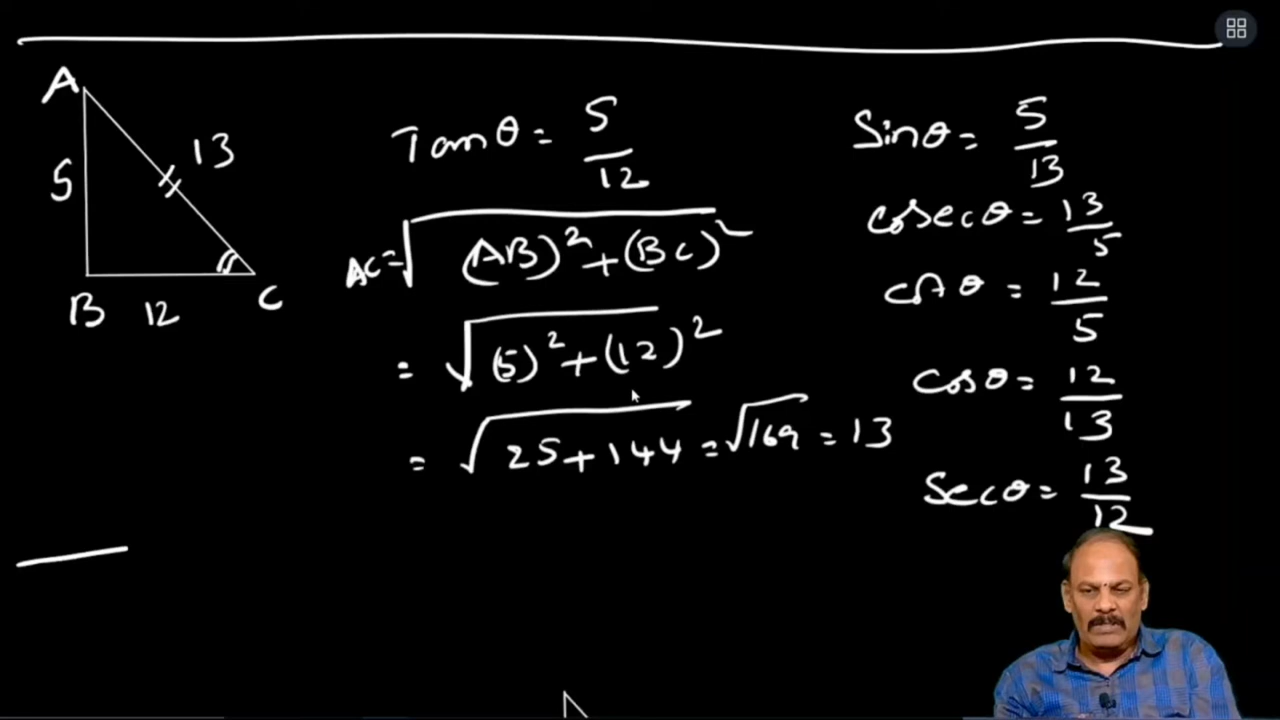 A
5
13
B
12
C
Tanθ = 5/12
AC = √(AB)² + (BC)²
= √(5)² + (12)²
= √25 + 144 = √169 = 13
Sinθ = 5/13
cosecθ = 13/5
cotθ = 12/5
cosθ = 12/13
Secθ = 13/12